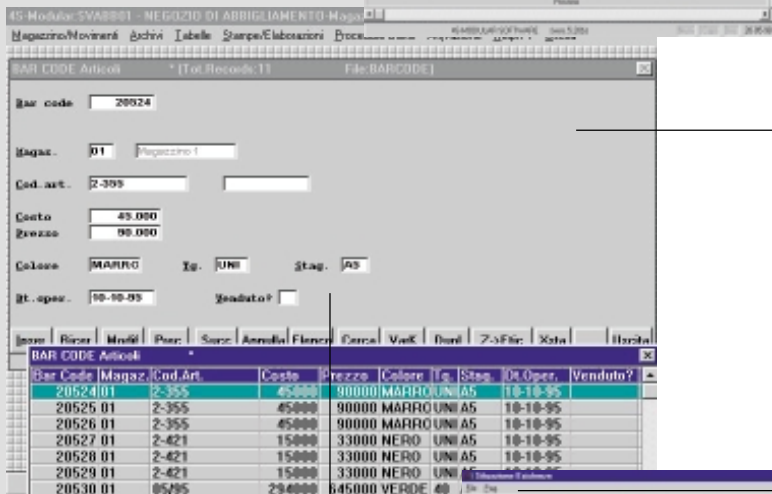 4S-Modular:SVABB01 - NEGOZIO DI ABBIGLIAMENTO-Magaz
Magazzino/Movimenti Archivi Tabelle Stampe/Elaborazioni
BAR CODE Articoli * (Tot.Records:11 File:BARCODE)
Bar code 20524
Magaz. 01 Magazzino 1
Cod.art. 2-355
Costo 45.000
Prezzo 90.000
Colore MARRO Tg. UNI Stag. A5
Dt.oper. 10-10-95 Venduto?
Inser Ricer Modif Prec Succ Annulla Elenco Cerca VarK Dupl Uscita
BAR CODE Articoli *
Bar Code Magaz. Cod.Art. Costo Prezzo Colore Tg. Stag. Dt.Oper. Venduto?
20524 01 2-355 45000 90000 MARRO UNI A5 10-10-95
20525 01 2-355 45000 90000 MARRO UNI A5 10-10-95
20526 01 2-355 45000 90000 MARRO UNI A5 10-10-95
20527 01 2-421 15000 33000 NERO UNI A5 10-10-95
20528 01 2-421 15000 33000 NERO UNI A5 10-10-95
20529 01 2-421 15000 33000 NERO UNI
20530 01 05/95 294000 645000 VERDE 40